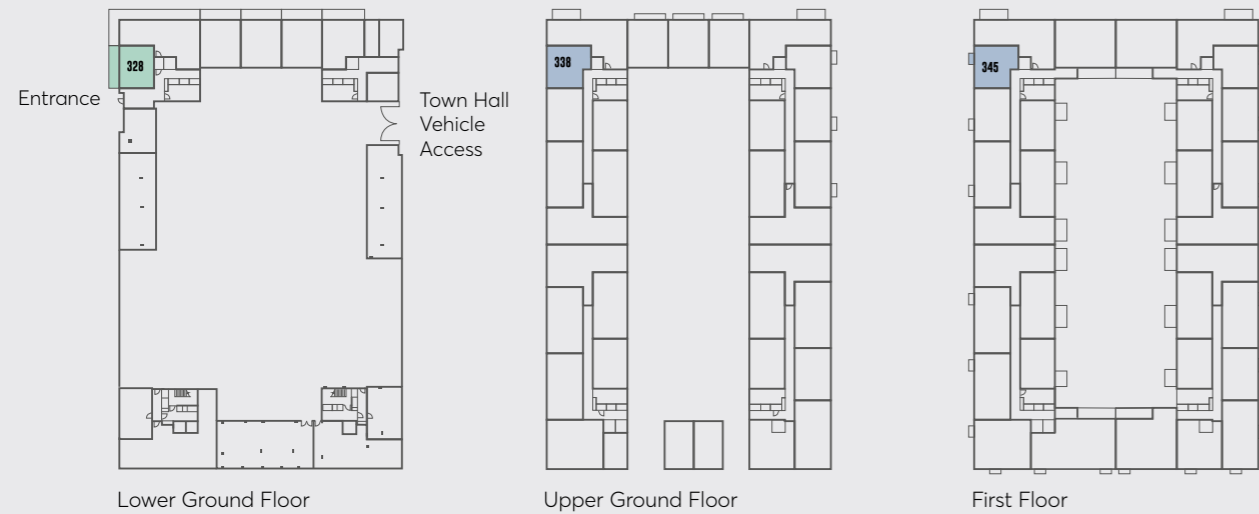 328
338
345
Entrance
Town Hall
Vehicle
Access
Lower Ground Floor
Upper Ground Floor
First Floor